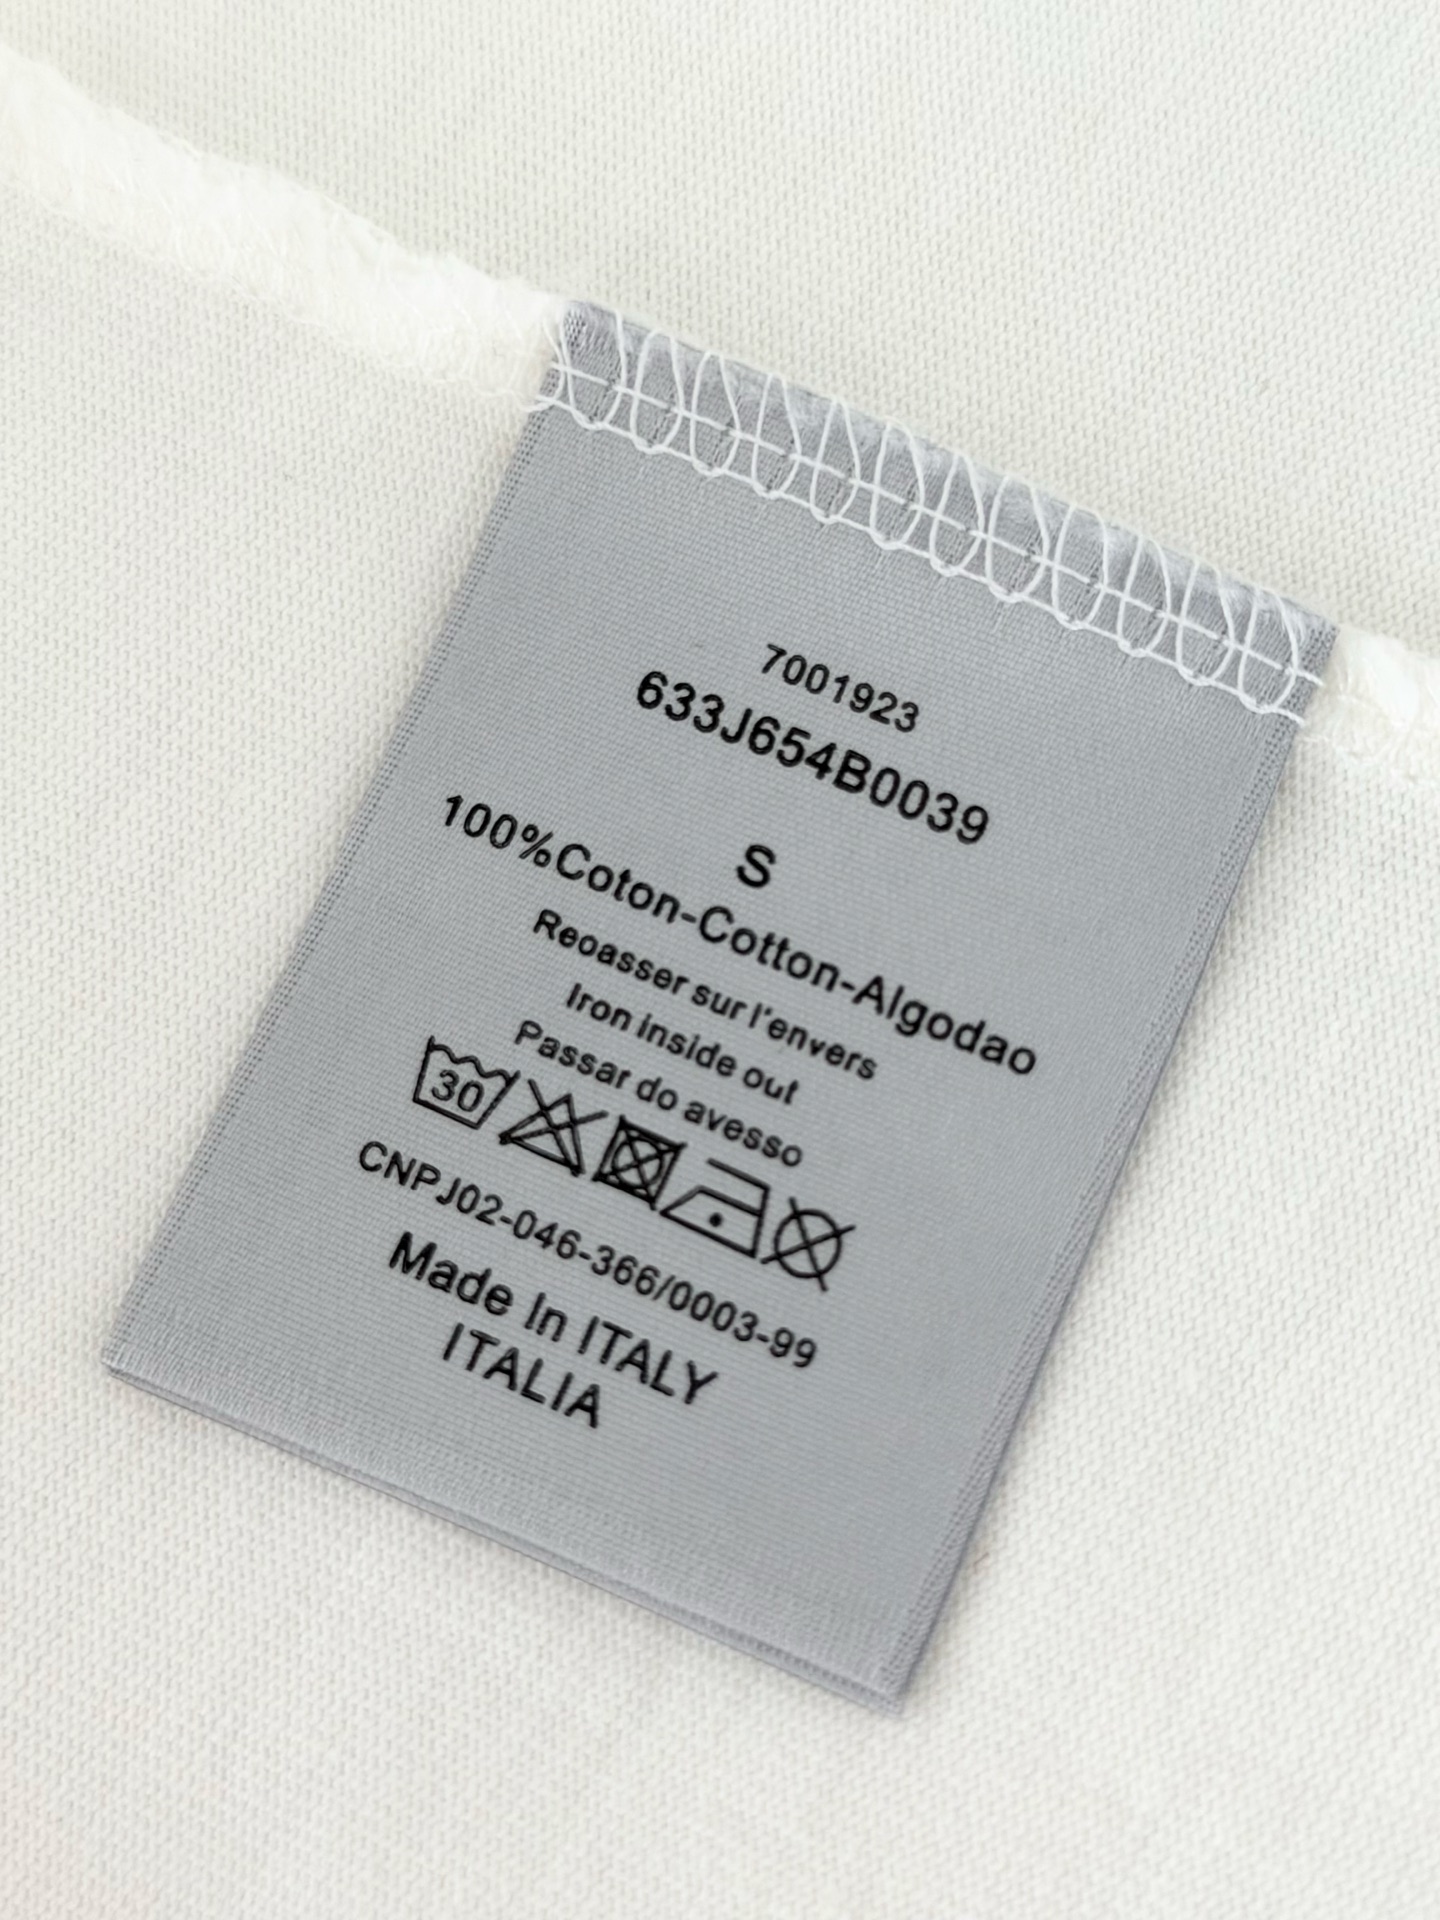 7001923
633J654B0039
S
100%Coton-Cotton-Algodao
Reoasser sur l'envers
Iron inside out
Passar do avesso
30
CNPJ02-046-366/0003-99
Made In ITALY
ITALIA